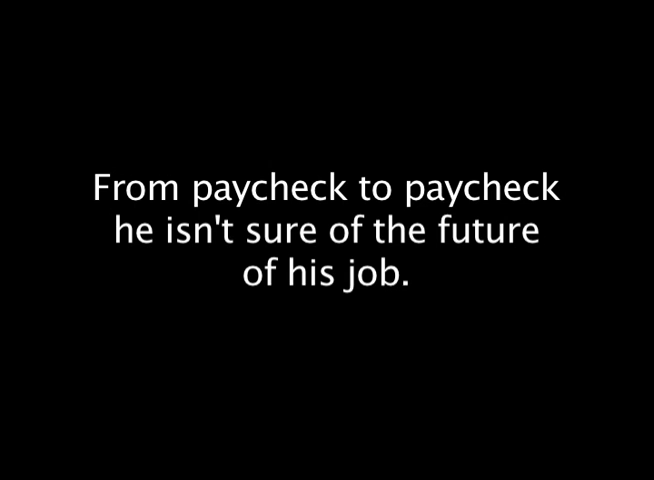 From paycheck to paycheck
he isn't sure of the future
of his job.